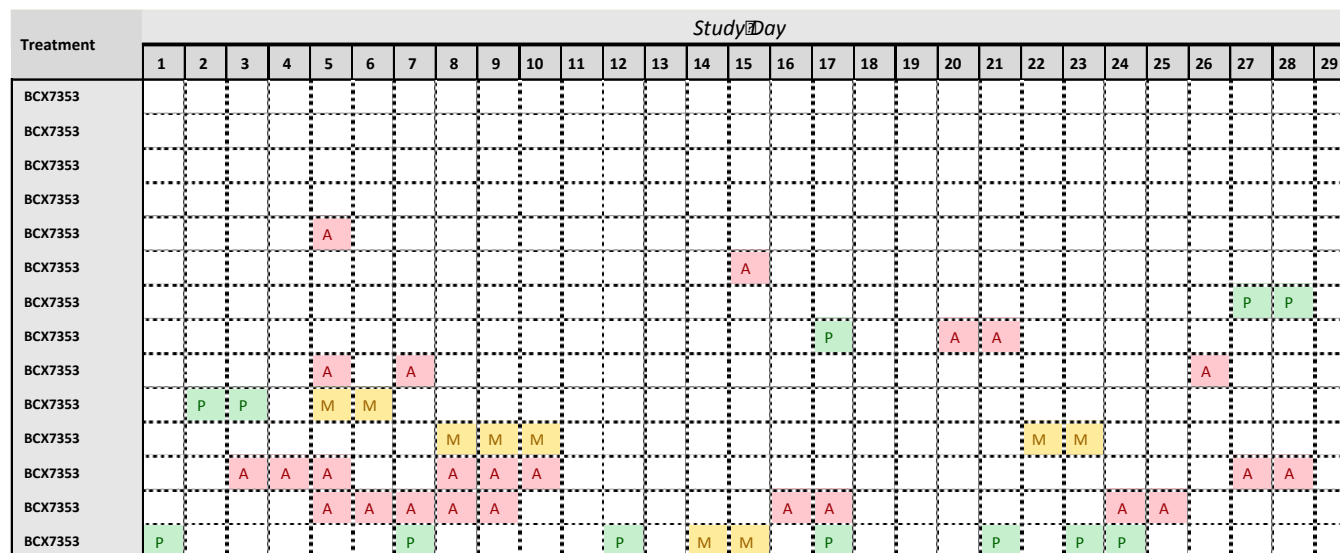 Study Day
Treatment
1 2 3 4 5 6 7 8 9 10 11 12 13 14 15 16 17 18 19 20 21 22 23 24 25 26 27 28 29
BCX7353
BCX7353
BCX7353
BCX7353
BCX7353 A
BCX7353 A
BCX7353 P P
BCX7353 P A A
BCX7353 A A A
BCX7353 P P M M
BCX7353 M M M M M
BCX7353 A A A A A A A A
BCX7353 A A A A A A A A A
BCX7353 P P P M M P P P P